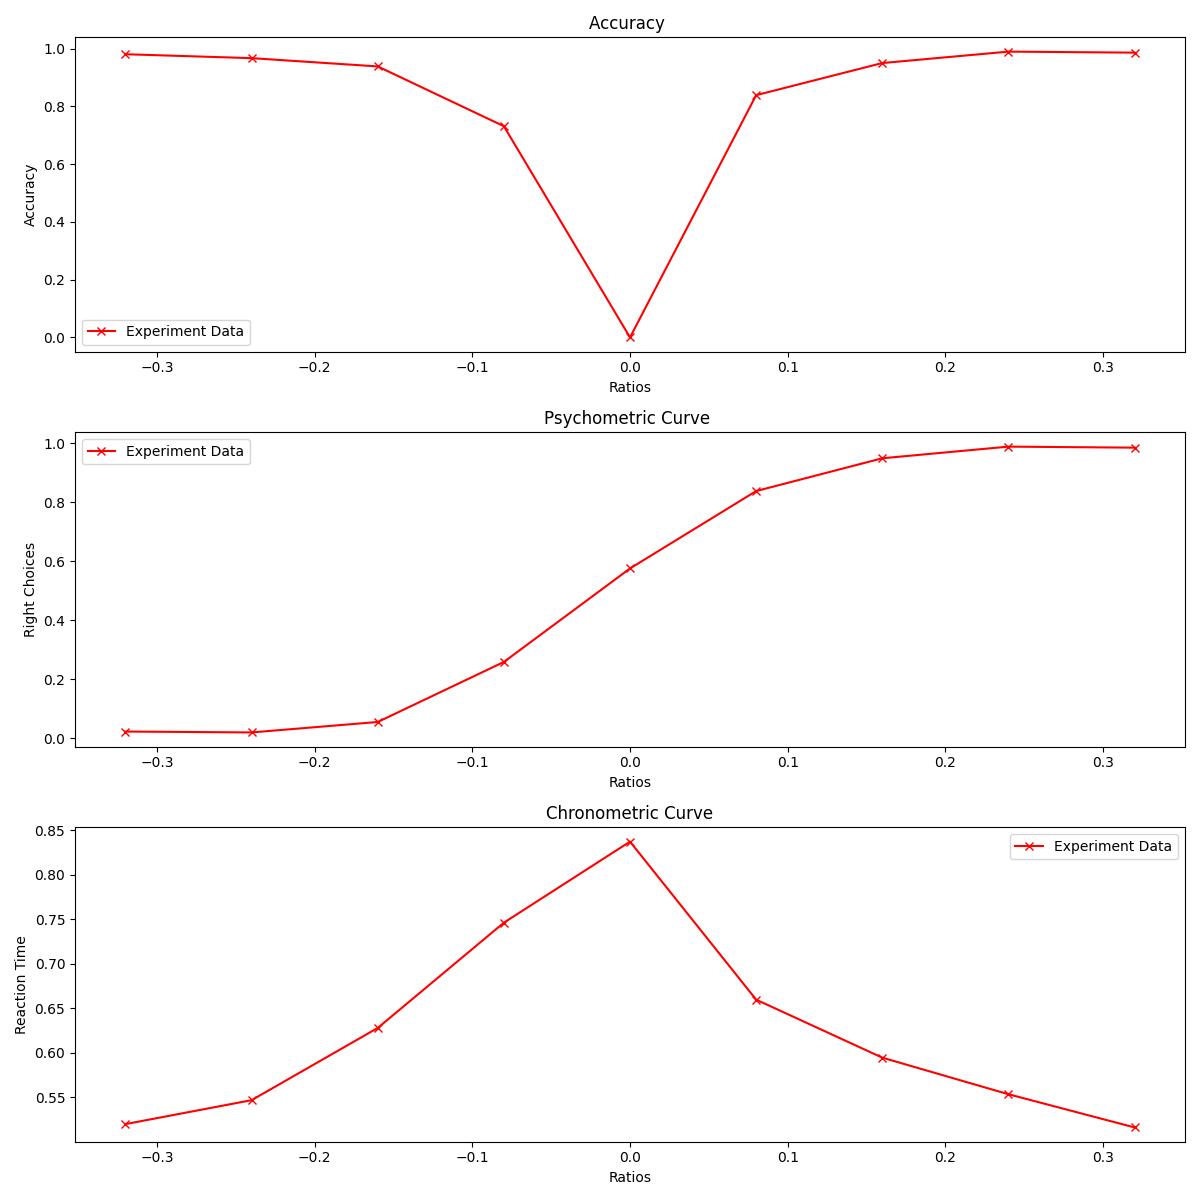 Accuracy
1.0
0.8
0.6
0.4
0.2
0.0
Accuracy
Experiment Data
−0.3 −0.2 −0.1 0.0 0.1 0.2 0.3
Ratios
Psychometric Curve
1.0
0.8
0.6
0.4
0.2
0.0
Right Choices
Experiment Data
−0.3 −0.2 −0.1 0.0 0.1 0.2 0.3
Ratios
Chronometric Curve
0.85
0.80
0.75
0.70
0.65
0.60
0.55
Reaction Time
Experiment Data
−0.3 −0.2 −0.1 0.0 0.1 0.2 0.3
Ratios